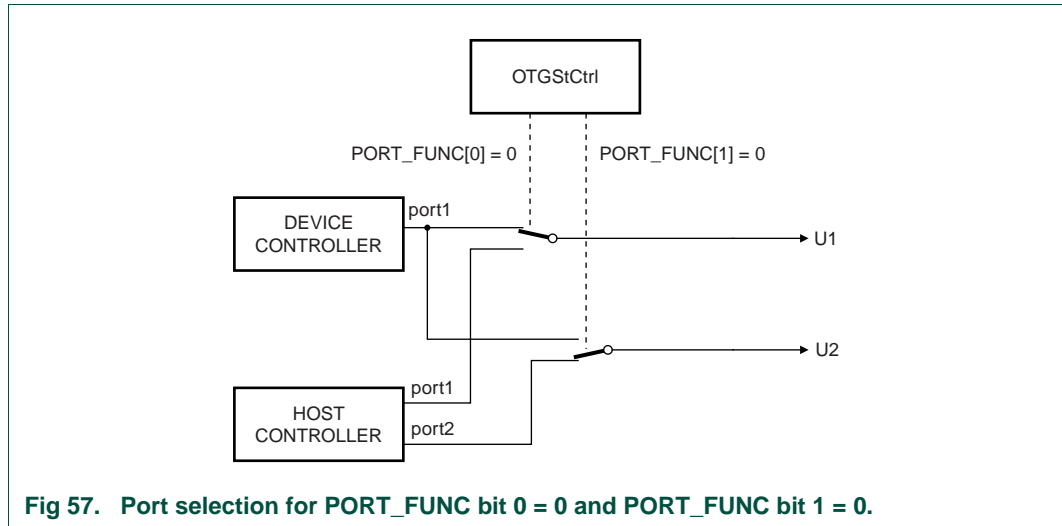 OTGStCtrl
PORT_FUNC[0] = 0 PORT_FUNC[1] = 0
port1
DEVICE
CONTROLLER
U1
U2
port1
HOST
CONTROLLER
port2
Fig 57. Port selection for PORT_FUNC bit 0 = 0 and PORT_FUNC bit 1 = 0.